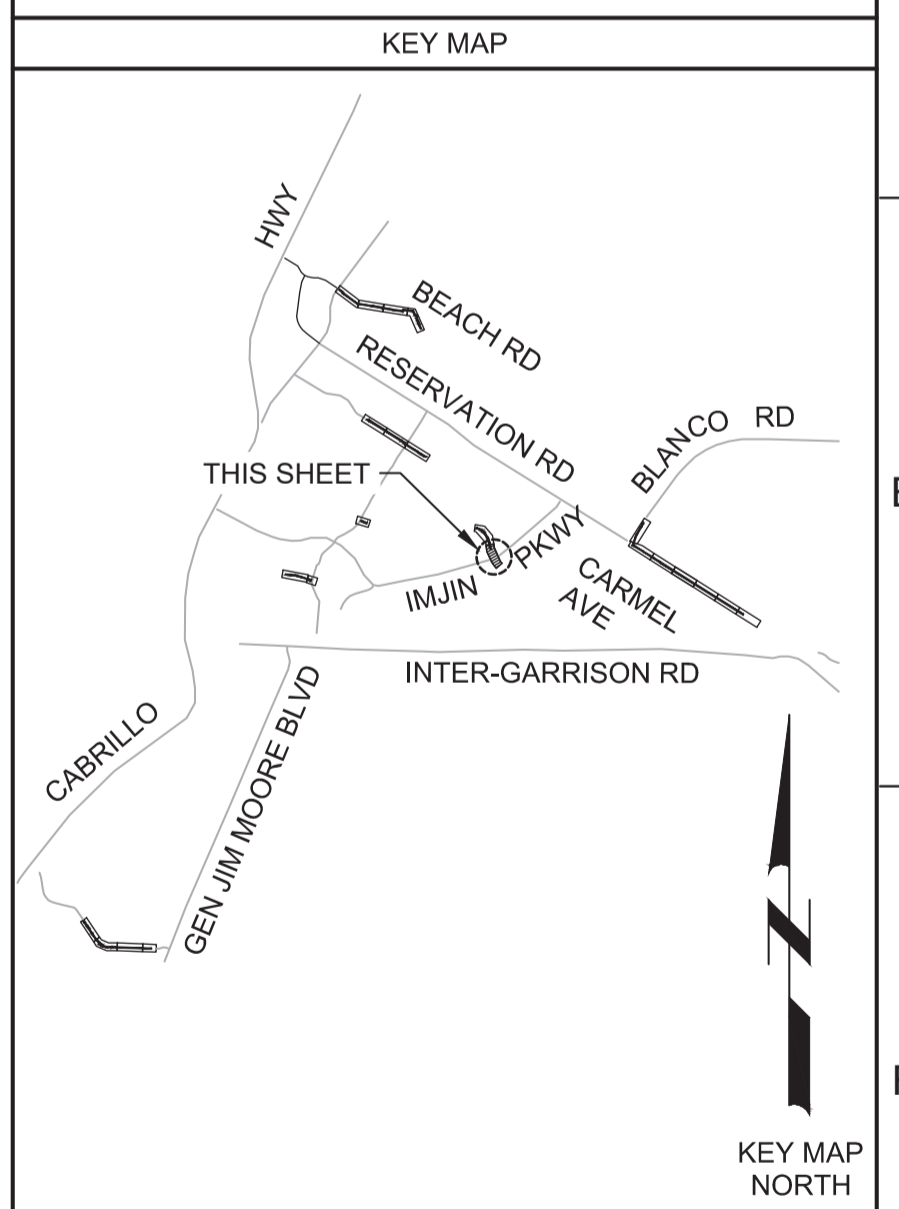 KEY MAP
HWY
BEACH RD
RESERVATION RD
BLANCO RD
THIS SHEET
IMJIN PKWY
CARMEL
AVE
INTER-GARRISON RD
CABRILLO
GEN JIM MOORE BLVD
N
KEY MAP
NORTH